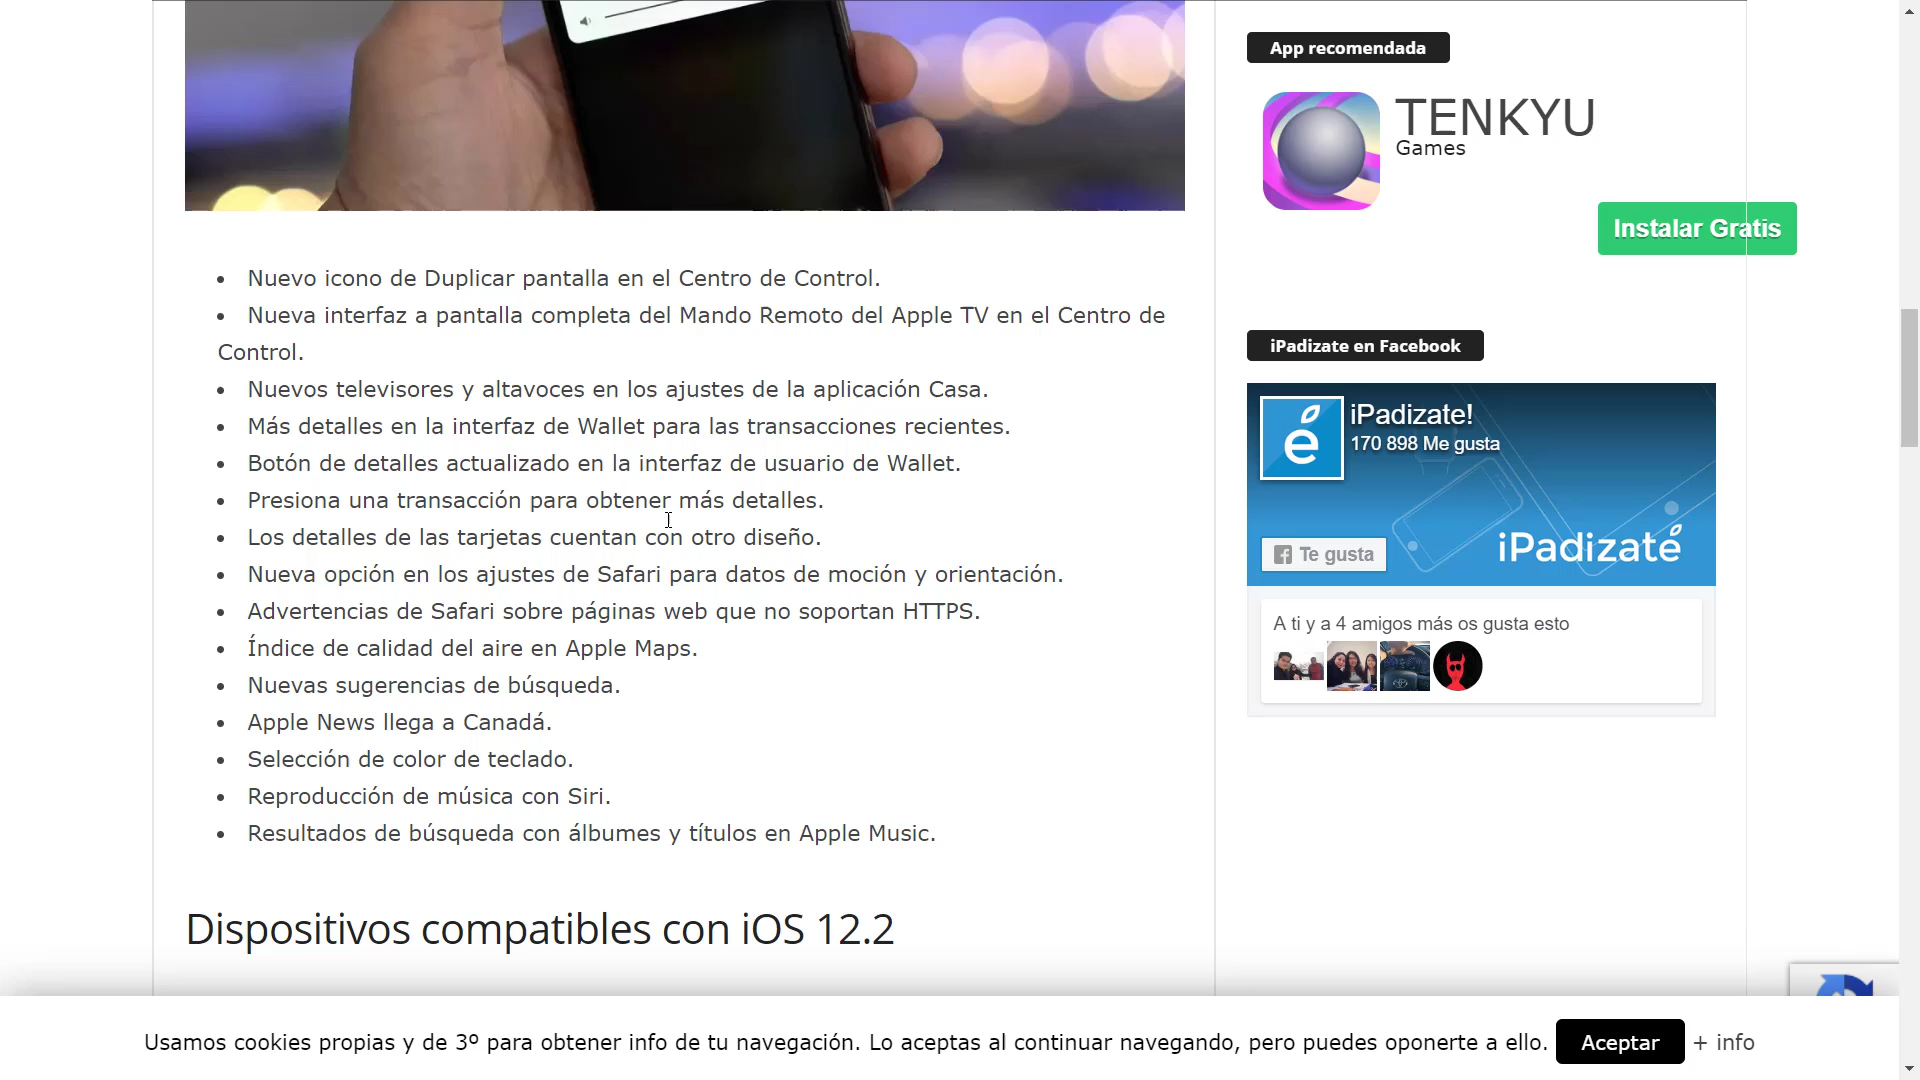 App recomendada
TENKYU
Games
Instalar Gratis
• Nuevo icono de Duplicar pantalla en el Centro de Control.
• Nueva interfaz a pantalla completa del Mando Remoto del Apple TV en el Centro de
Control.
• Nuevos televisores y altavoces en los ajustes de la aplicación Casa.
• Más detalles en la interfaz de Wallet para las transacciones recientes.
• Botón de detalles actualizado en la interfaz de usuario de Wallet.
• Presiona una transacción para obtener más detalles.
• Los detalles de las tarjetas cuentan con otro diseño.
• Nueva opción en los ajustes de Safari para datos de moción y orientación.
• Advertencias de Safari sobre páginas web que no soportan HTTPS.
• Índice de calidad del aire en Apple Maps.
• Nuevas sugerencias de búsqueda.
• Apple News llega a Canadá.
• Selección de color de teclado.
• Reproducción de música con Siri.
• Resultados de búsqueda con álbumes y títulos en Apple Music.
Dispositivos compatibles con iOS 12.2
iPadizate en Facebook
é
iPadizate!
170 898 Me gusta
Te gusta
iPadizaté
A ti y a 4 amigos más os gusta esto
Usamos cookies propias y de 3º para obtener info de tu navegación. Lo aceptas al continuar navegando, pero puedes oponerte a ello. Aceptar + info